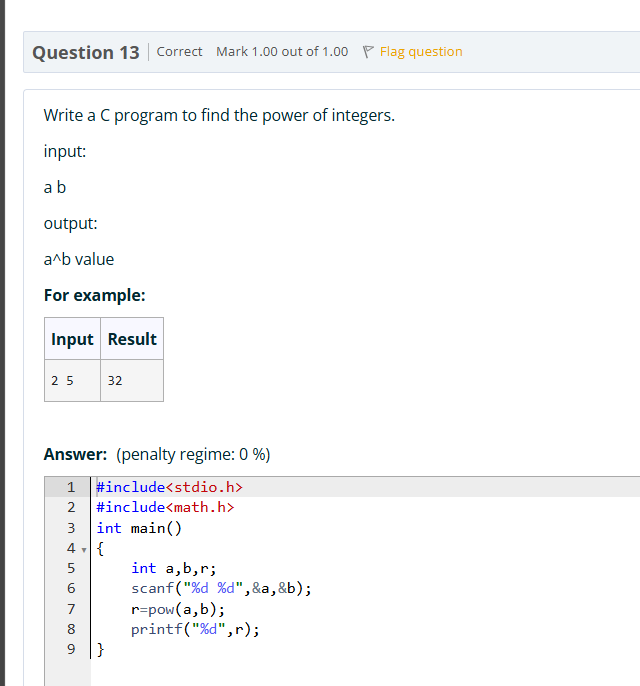 Question 13 Correct Mark 1.00 out of 1.00 Flag question
Write a C program to find the power of integers.
input:
a b
output:
a^b value
For example:
Input Result
2 5 32
Answer: (penalty regime: 0 %)
1 #include<stdio.h>
2 #include<math.h>
3 int main()
4 {
5 int a,b,r;
6 scanf("%d %d",&a,&b);
7 r=pow(a,b);
8 printf("%d",r);
9 }